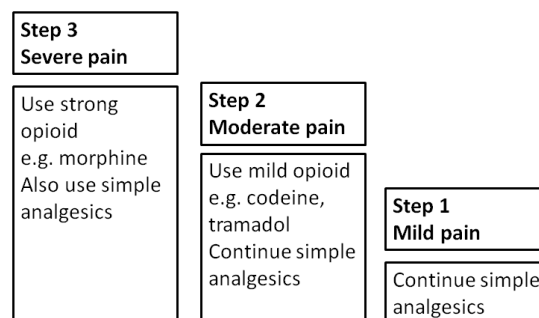 Step 3
Severe pain
Use strong
opioid
e.g. morphine
Also use simple
analgesics
Step 2
Moderate pain
Use mild opioid
e.g. codeine,
tramadol
Continue simple
analgesics
Step 1
Mild pain
Continue simple
analgesics